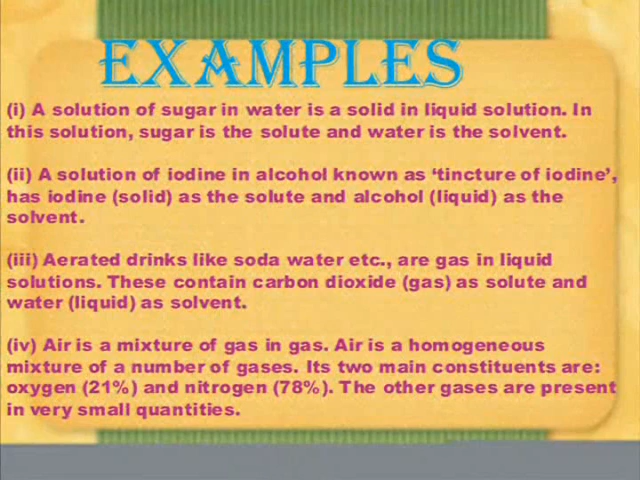 EXAMPLES
(i) A solution of sugar in water is a solid in liquid solution. In
this solution, sugar is the solute and water is the solvent.
(ii) A solution of iodine in alcohol known as ‘tincture of iodine’,
has iodine (solid) as the solute and alcohol (liquid) as the
solvent.
(iii) Aerated drinks like soda water etc., are gas in liquid
solutions. These contain carbon dioxide (gas) as solute and
water (liquid) as solvent.
(iv) Air is a mixture of gas in gas. Air is a homogeneous
mixture of a number of gases. Its two main constituents are:
oxygen (21%) and nitrogen (78%). The other gases are present
in very small quantities.